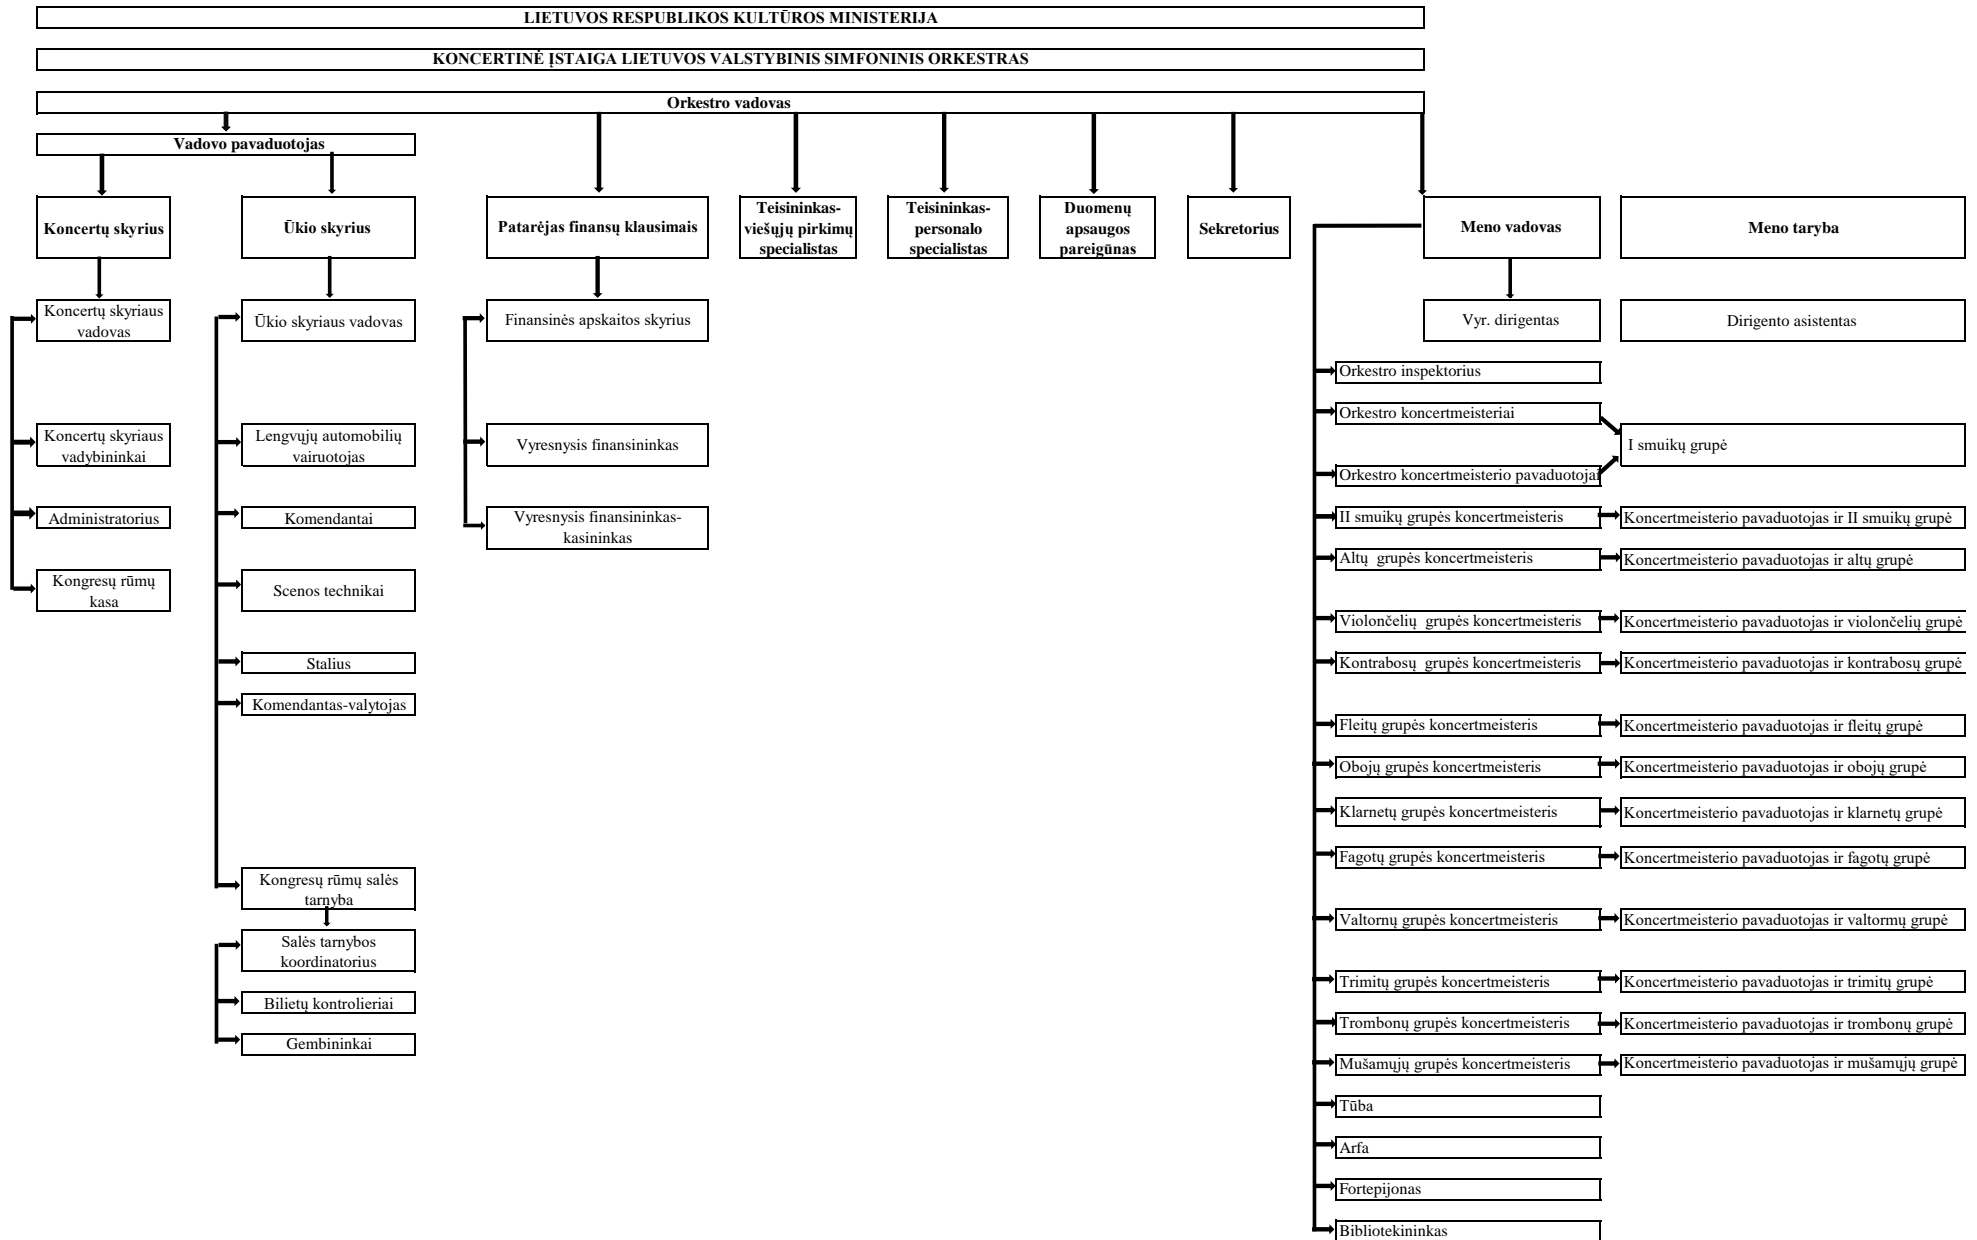 LIETUVOS RESPUBLIKOS KULTŪROS MINISTERIJA
KONCERTINĖ ĮSTAIGA LIETUVOS VALSTYBINIS SIMFONINIS ORKESTRAS
Orkestro vadovas
Vadovo pavaduotojas
Koncertų skyrius
Ūkio skyrius
Patarėjas finansų klausimais
Teisininkas-
viešųjų pirkimų
specialistas
Teisininkas-
personalo
specialistas
Duomenų
apsaugos
pareigūnas
Sekretorius
Meno vadovas
Meno taryba
Koncertų skyriaus
vadovas
Koncertų skyriaus
vadybininkai
Administratorius
Kongresų rūmų
kasa
Ūkio skyriaus vadovas
Lengvųjų automobilių
vairuotojas
Komendantai
Scenos technikai
Stalius
Komendantas-valytojas
Kongresų rūmų salės
tarnyba
Salės tarnybos
koordinatorius
Bilietų kontrolieriai
Gembininkai
Finansinės apskaitos skyrius
Vyresnysis finansininkas
Vyresnysis finansininkas-
kasininkas
Vyr. dirigentas
Dirigento asistentas
Orkestro inspektorius
Orkestro koncertmeisteriai
I smuikų grupė
Orkestro koncertmeisterio pavaduotojai
II smuikų grupės koncertmeisteris
Koncertmeisterio pavaduotojas ir II smuikų grupė
Altų grupės koncertmeisteris
Koncertmeisterio pavaduotojas ir altų grupė
Violončelių grupės koncertmeisteris
Koncertmeisterio pavaduotojas ir violončelių grupė
Kontrabosų grupės koncertmeisteris
Koncertmeisterio pavaduotojas ir kontrabosų grupė
Fleitų grupės koncertmeisteris
Koncertmeisterio pavaduotojas ir fleitų grupė
Obojų grupės koncertmeisteris
Koncertmeisterio pavaduotojas ir obojų grupė
Klarnetų grupės koncertmeisteris
Koncertmeisterio pavaduotojas ir klarnetų grupė
Fagotų grupės koncertmeisteris
Koncertmeisterio pavaduotojas ir fagotų grupė
Valtornų grupės koncertmeisteris
Koncertmeisterio pavaduotojas ir valtormų grupė
Trimitų grupės koncertmeisteris
Koncertmeisterio pavaduotojas ir trimitų grupė
Trombonų grupės koncertmeisteris
Koncertmeisterio pavaduotojas ir trombonų grupė
Mušamųjų grupės koncertmeisteris
Koncertmeisterio pavaduotojas ir mušamųjų grupė
Tūba
Arfa
Fortepijonas
Bibliotekininkas